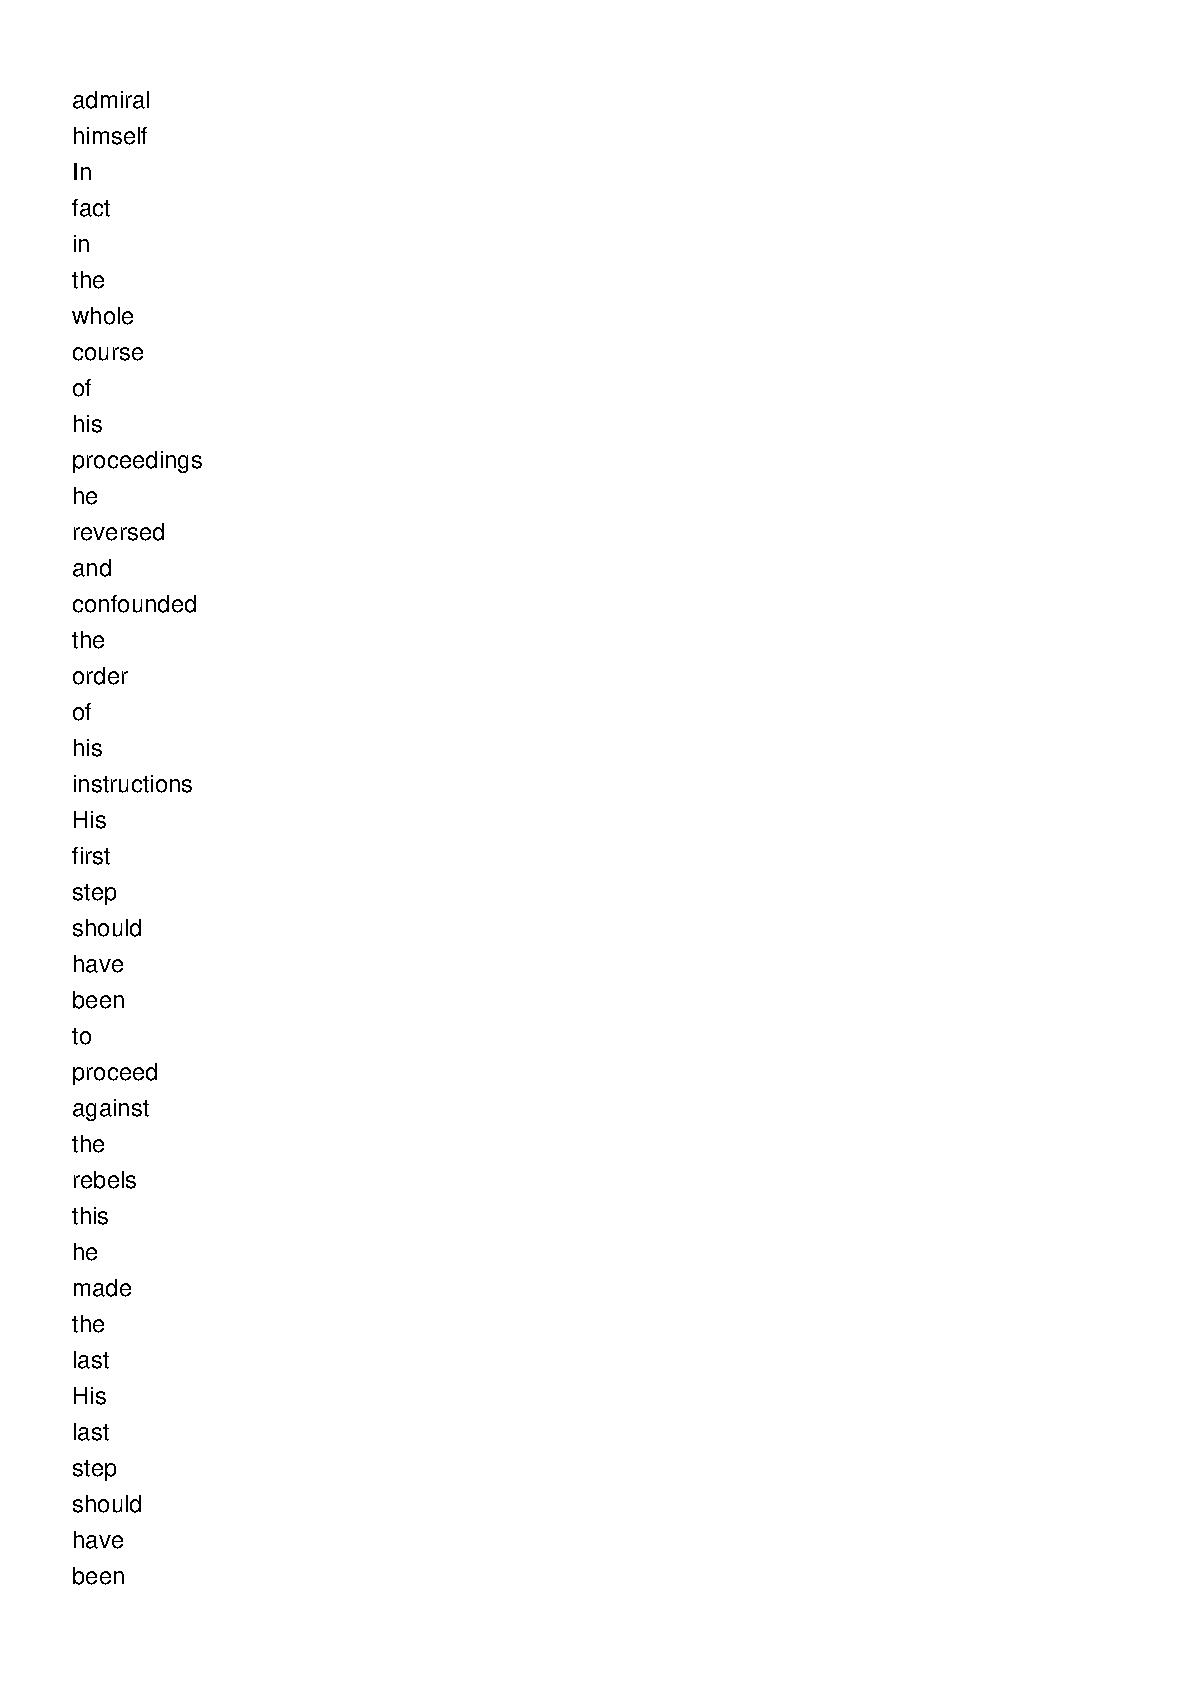 admiral
himself
In
fact
in
the
whole
course
of
his
proceedings
he
reversed
and
confounded
the
order
of
his
instructions
His
first
step
should
have
been
to
proceed
against
the
rebels
this
he
made
the
last
His
last
step
should
have
been